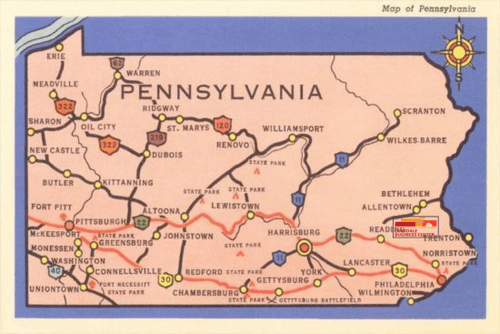 Map of Pennsylvania
ERIE
N
S
WARREN
62
MEADVILLE
322
PENNSYLVANIA
RIDGWAY
SCRANTON
SHARON
OIL CITY
ST. MARYS
120
WILLIAMSPORT
219
322
RENOVO
WILKES-BARRE
NEW CASTLE
DUBOIS
STATE PARK
11
BUTLER
KITTANNING
STATE PARK
STATE PARK
BETHLEHEM
FORT PITT
ALTOONA
LEWISTOWN
STATE PARK
11
ALLENTOWN
PITTSBURGH
22
McKEESPORT
STATE PARK
JOHNSTOWN
HARRISBURG
22
READING
TRENTON
MONESSEN
GREENSBURG
STATE PARK
NORRISTOWN
WASHINGTON
11
STATE PARK
40
CONNELLSVILLE
30
BEDFORD
YORK
LANCASTER
30
UNIONTOWN
FORT NECESSITY
STATE PARK
CHAMBERSBURG
GETTYSBURG
PHILADELPHIA
STATE PARK
GETTYSBURG BATTLEFIELD
WILMINGTON